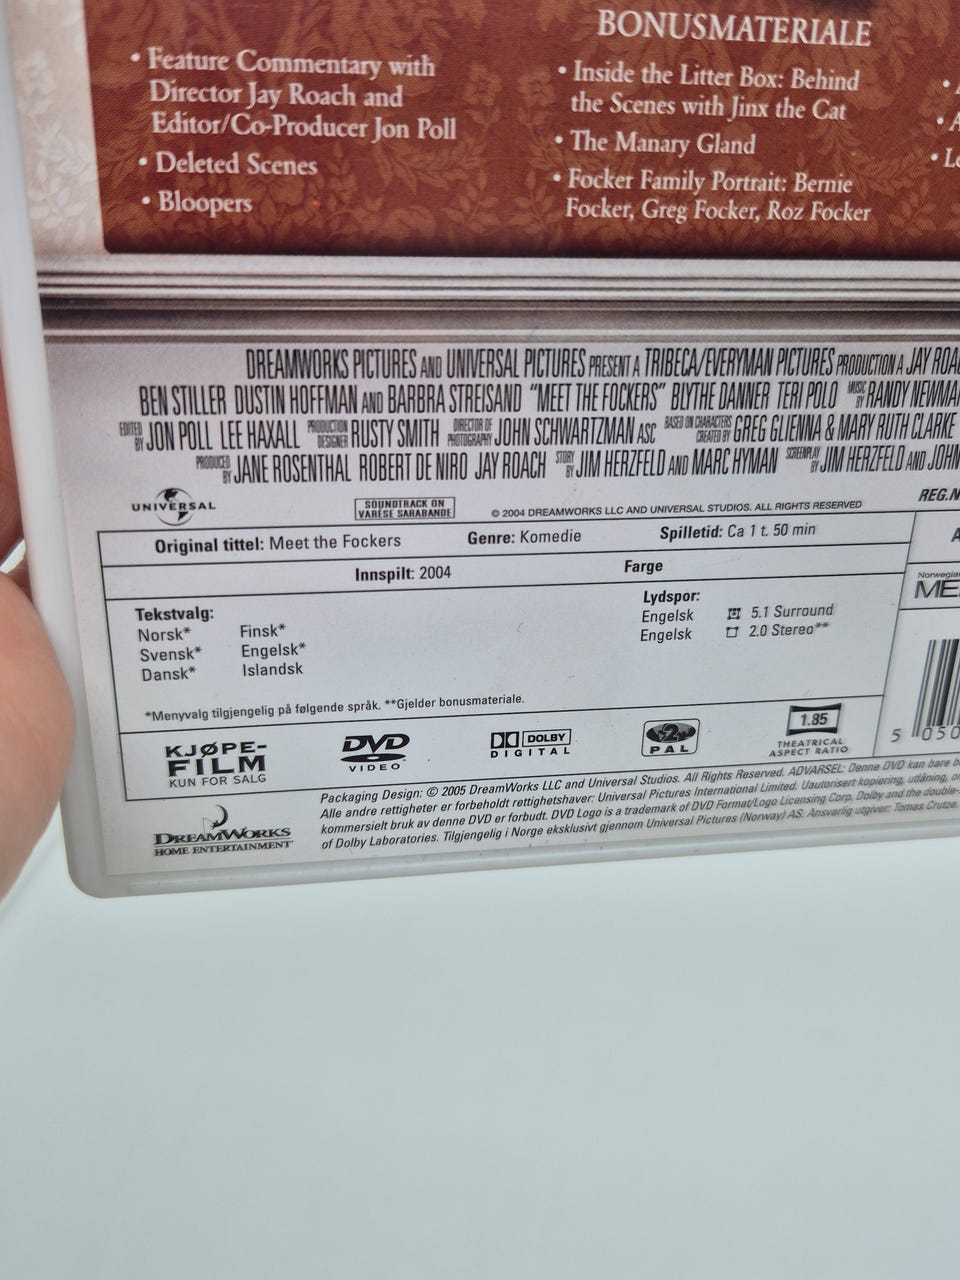 BONUSMATERIALE
• Feature Commentary with
Director Jay Roach and
Editor/Co-Producer Jon Poll
• Deleted Scenes
• Bloopers
• Inside the Litter Box: Behind
the Scenes with Jinx the Cat
• The Manary Gland
• Focker Family Portrait: Bernie
Focker, Greg Focker, Roz Focker
DREAMWORKS PICTURES AND UNIVERSAL PICTURES PRESENT A TRIBECA/EVERYMAN PICTURES PRODUCTION A JAY
BEN STILLER DUSTIN HOFFMAN AND BARBRA STREISAND "MEET THE FOCKERS" BLYTHE DANNER TERI POLO MUSIC BY RANDY
EDITED BY JON POLL LEE HAXALL PRODUCTION DESIGNER RUSTY SMITH DIRECTOR OF PHOTOGRAPHY JOHN SCHWARTZMAN ASC BASED ON CHARACTERS CREATED BY GREG GLIENNA & MARY RUTH CLARKE
PRODUCED BY JANE ROSENTHAL ROBERT DE NIRO JAY ROACH STORY BY JIM HERZFELD AND MARC HYMAN SCREENPLAY BY JIM HERZFELD AND JOHN
UNIVERSAL
SOUNDTRACK ON
VARÈSE SARABANDE
© 2004 DREAMWORKS LLC AND UNIVERSAL STUDIOS. ALL RIGHTS RESERVED
Original tittel: Meet the Fockers Genre: Komedie Spilletid: Ca 1 t. 50 min
Innspilt: 2004 Farge
Tekstvalg:
Norsk* Finsk*
Svensk* Engelsk*
Dansk* Islandsk
Lydspor:
Engelsk 5.1 Surround
Engelsk 2.0 Stereo**
*Menyvalg tilgjengelig på følgende språk. **Gjelder bonusmateriale.
KJØPE-
FILM
KUN FOR SALG
DVD
VIDEO
DOLBY
DIGITAL
2
PAL
1.85
THEATRICAL
ASPECT RATIO
5 050
DREAMWORKS
HOME ENTERTAINMENT
Packaging Design: © 2005 DreamWorks LLC and Universal Studios. All Rights Reserved. ADVARSEL: Denne DVD kan bare
Alle andre rettigheter er forbeholdt rettighetshaver: Universal Pictures International Limited. Uautorisert kopiering, utlåning,
kommersielt bruk av denne DVD er forbudt. DVD Logo is a trademark of DVD Format/Logo Licensing Corp. Dolby and the
of Dolby Laboratories. Tilgjengelig i Norge eksklusivt gjennom Universal Pictures (Norway) AS. Ansvarlig utgiver: Tomas Crutze.